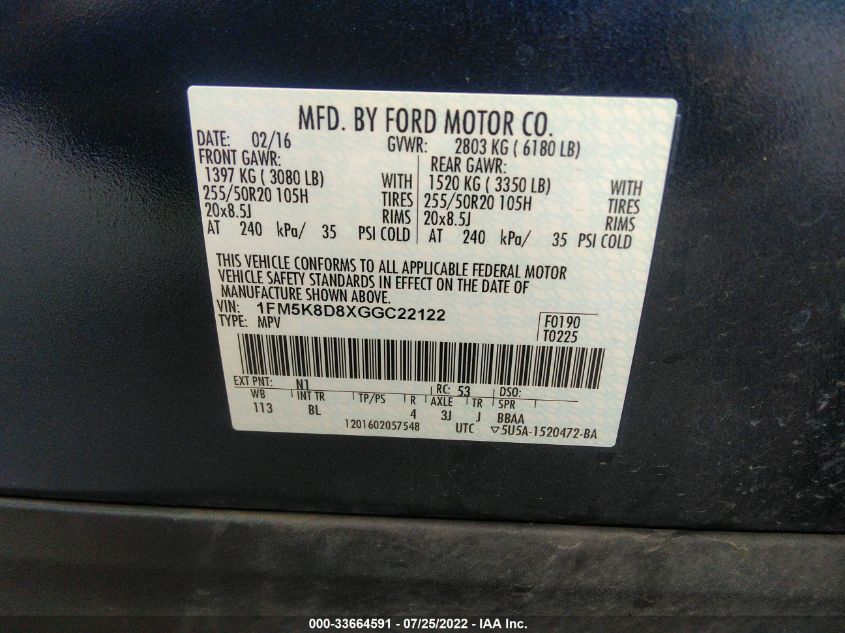 MFD. BY FORD MOTOR CO.
DATE: 02/16 GVWR: 2803 KG ( 6180 LB)
FRONT GAWR: REAR GAWR:
1397 KG ( 3080 LB) WITH 1520 KG ( 3350 LB) WITH
255/50R20 105H TIRES 255/50R20 105H TIRES
20x8.5J RIMS 20x8.5J RIMS
AT 240 kPa/ 35 PSI COLD AT 240 kPa/ 35 PSI COLD
THIS VEHICLE CONFORMS TO ALL APPLICABLE FEDERAL MOTOR
VEHICLE SAFETY STANDARDS IN EFFECT ON THE DATE OF
MANUFACTURE SHOWN ABOVE.
VIN: 1FM5K8D8XGGC22122 F0190
TYPE: MPV T0225
EXT PNT: N1 RC: 53 DSO:
WB INT TR TP/PS R AXLE TR SPR
113 BL 4 3J J BBAA
1201602057548 UTC ▽5U5A-1520472-BA
000-33664591 - 07/25/2022 - IAA Inc.